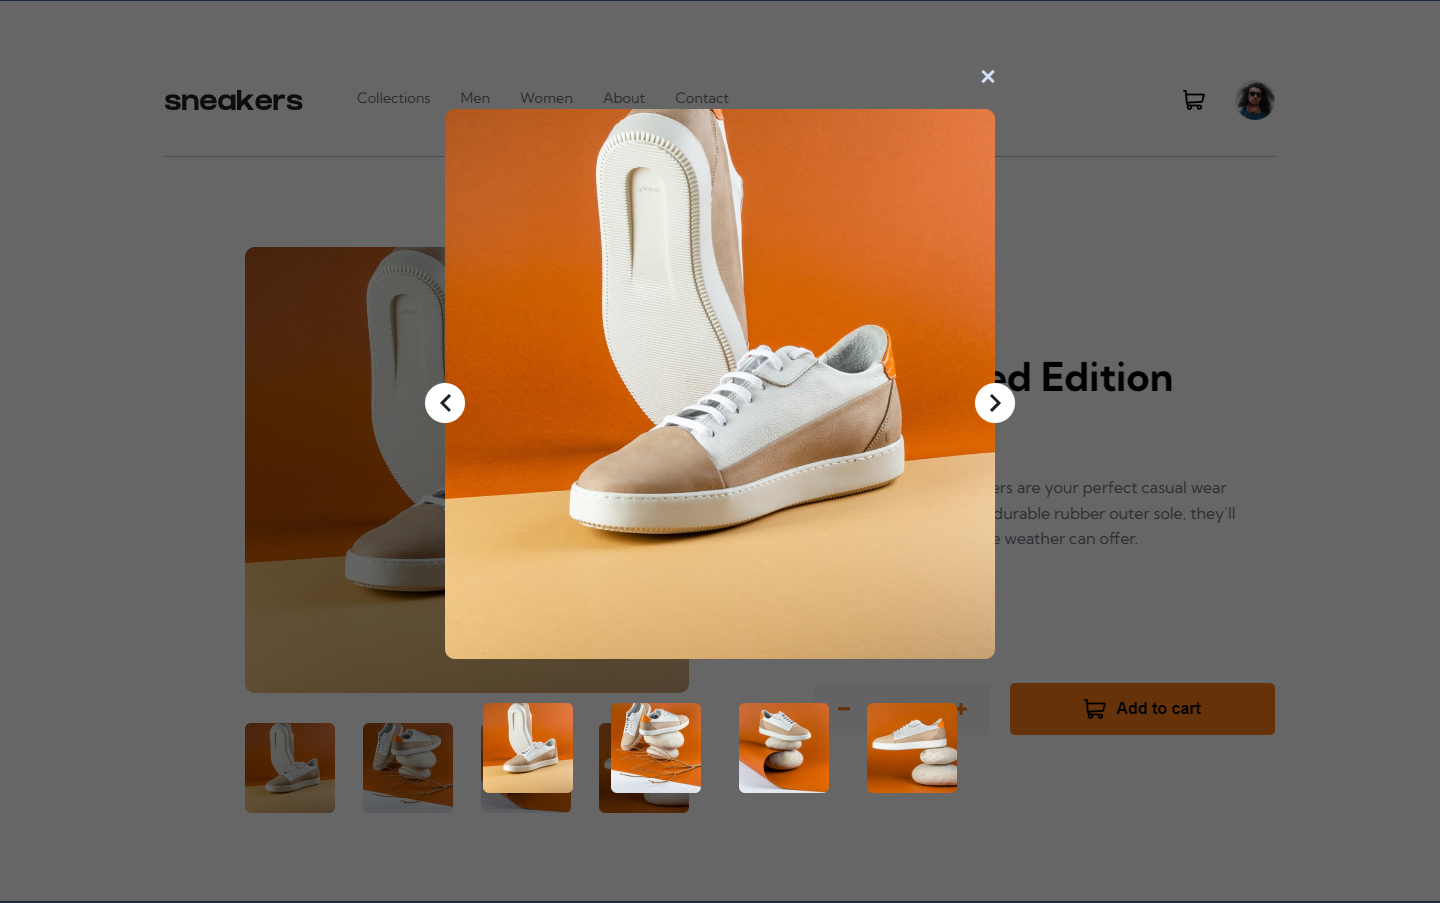 sneakers
Collections Men Women About Contact
ed Edition
ers are your perfect casual wear
durable rubber outer sole, they'll
e weather can offer.
Add to cart